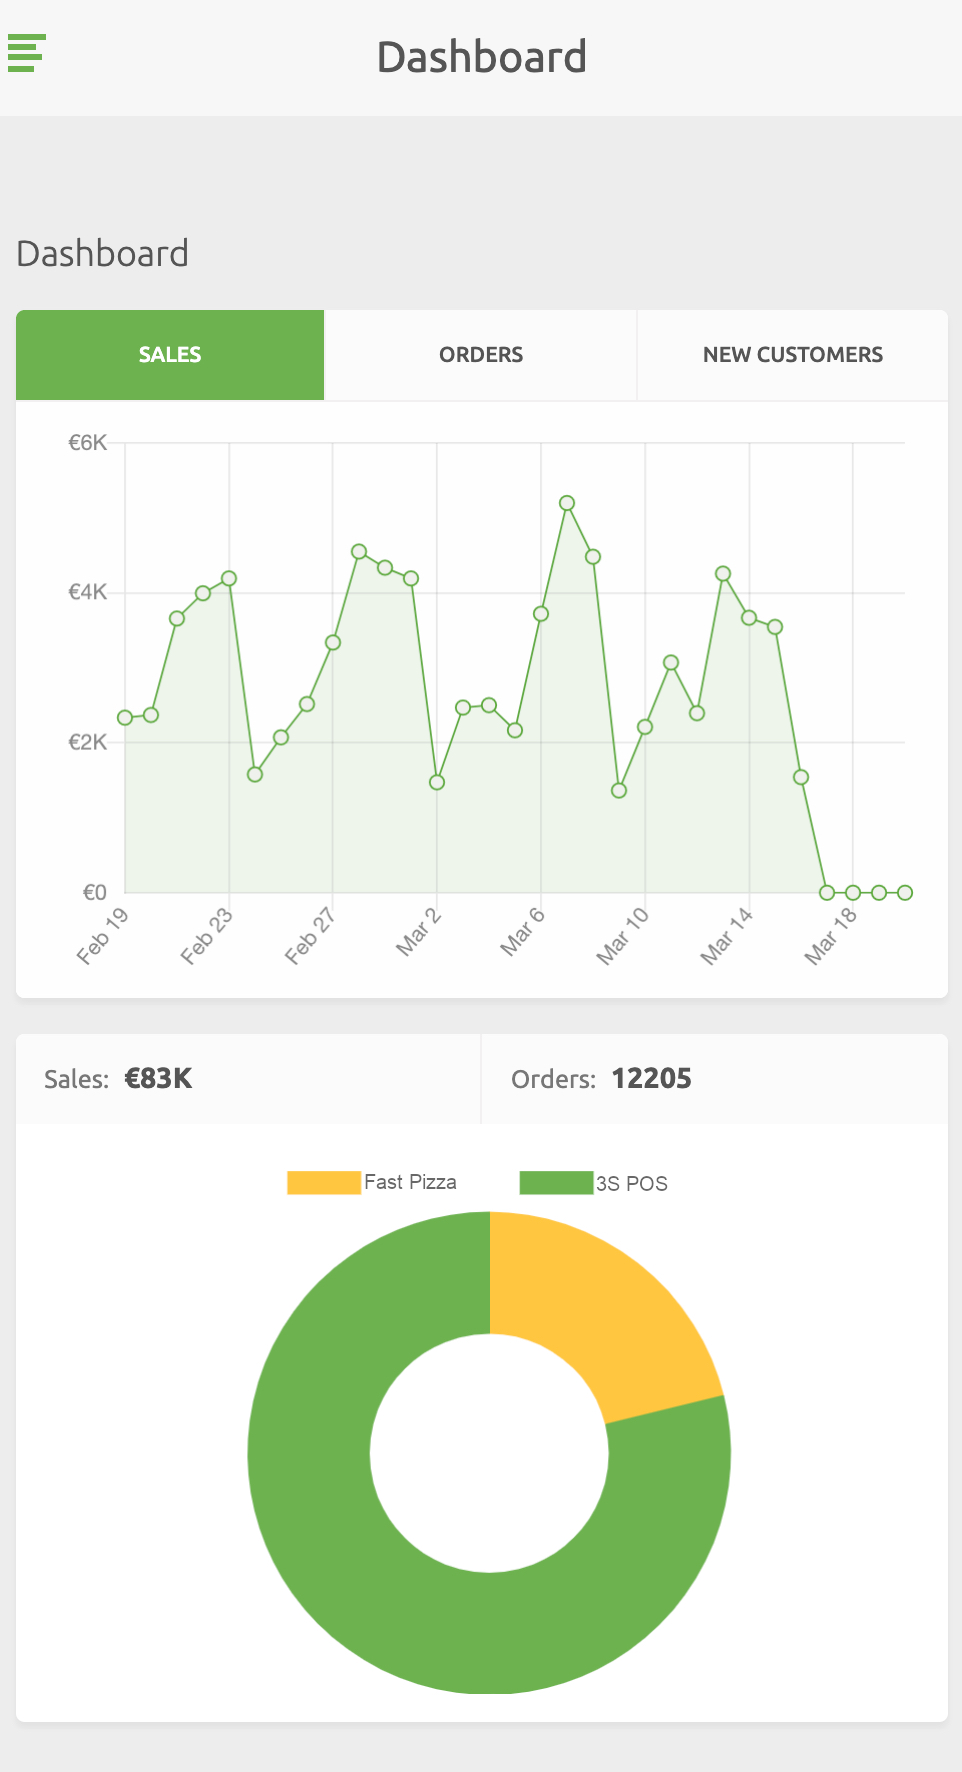 Dashboard
Dashboard
SALES
ORDERS
NEW CUSTOMERS
€6K
€4K
€2K
€0
Feb 19
Feb 23
Feb 27
Mar 2
Mar 6
Mar 10
Mar 14
Mar 18
Sales: €83K
Orders: 12205
Fast Pizza
3S POS